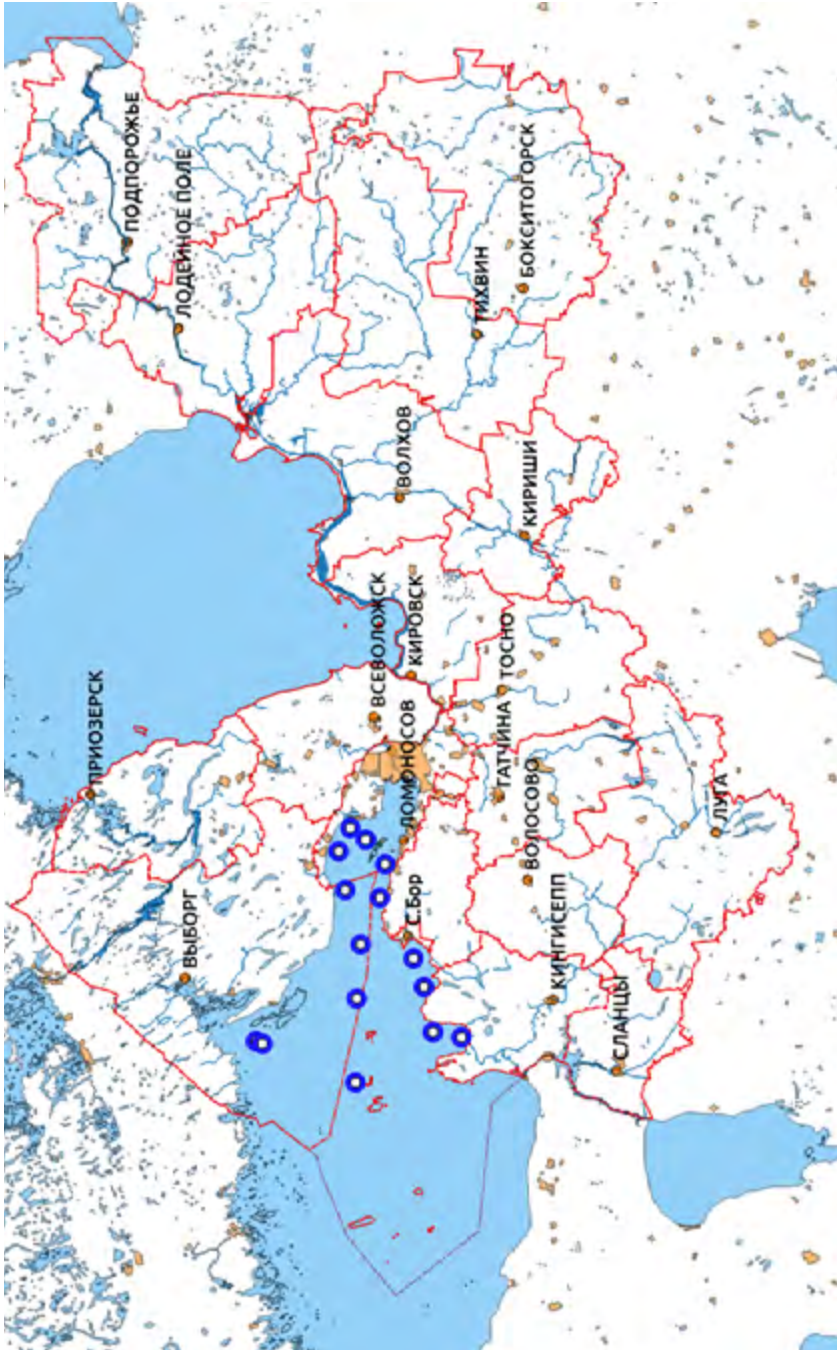 ПОДПОРОЖЬЕ
ЛОДЕЙНОЕ ПОЛЕ
ПРИОЗЕРСК
ВЫБОРГ
ВОЛХОВ
ТИХВИН
БОКСИТОГОРСК
КИРИШИ
ВСЕВОЛОЖСК
КИРОВСК
ЛОМОНОСОВ
С.Бор
ТОСНО
ГАТЧИНА
ВОЛОСОВО
КИНГИСЕПП
СЛАНЦЫ
ЛУГА